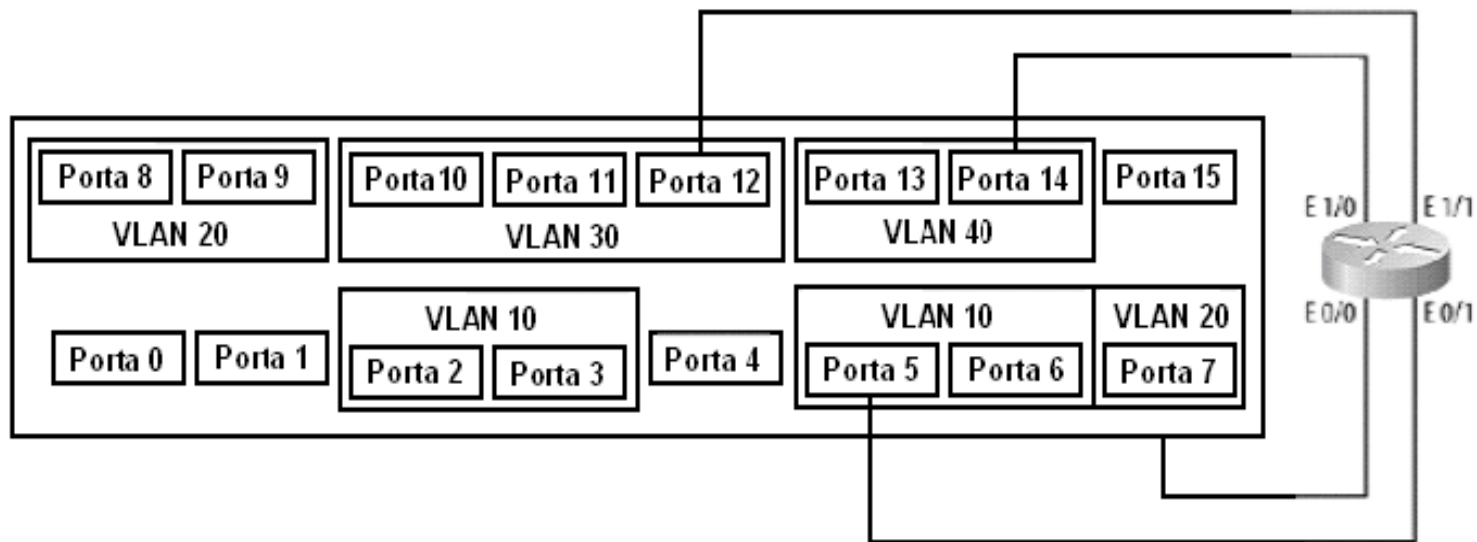 Porta 8 Porta 9 Porta 10 Porta 11 Porta 12 Porta 13 Porta 14 Porta 15
VLAN 20 VLAN 30 VLAN 40
E 1/0 E 1/1
VLAN 10 VLAN 10 VLAN 20
E 0/0 E 0/1
Porta 0 Porta 1 Porta 2 Porta 3 Porta 4 Porta 5 Porta 6 Porta 7